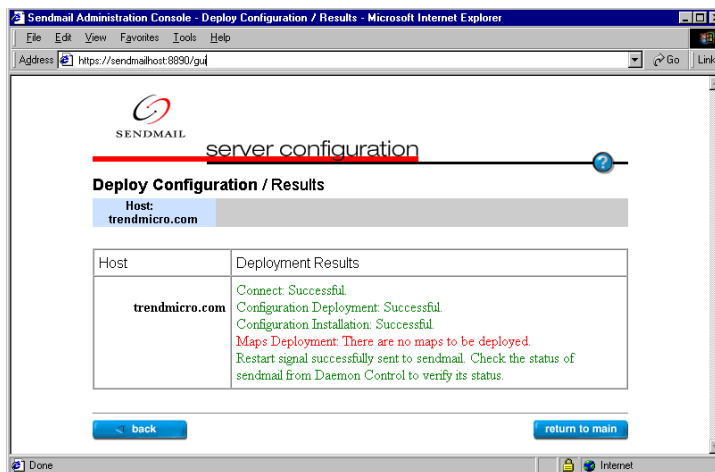 Sendmail Administration Console - Deploy Configuration / Results - Microsoft Internet Explorer
File Edit View Favorites Tools Help
Address https://sendmailhost:8890/gui Go Link
SENDMAIL
server configuration
?
Deploy Configuration / Results
Host:
trendmicro.com
Host Deployment Results
trendmicro.com
Connect: Successful.
Configuration Deployment: Successful.
Configuration Installation: Successful.
Maps Deployment: There are no maps to be deployed.
Restart signal successfully sent to sendmail. Check the status of
sendmail from Daemon Control to verify its status.
back return to main
Done Internet